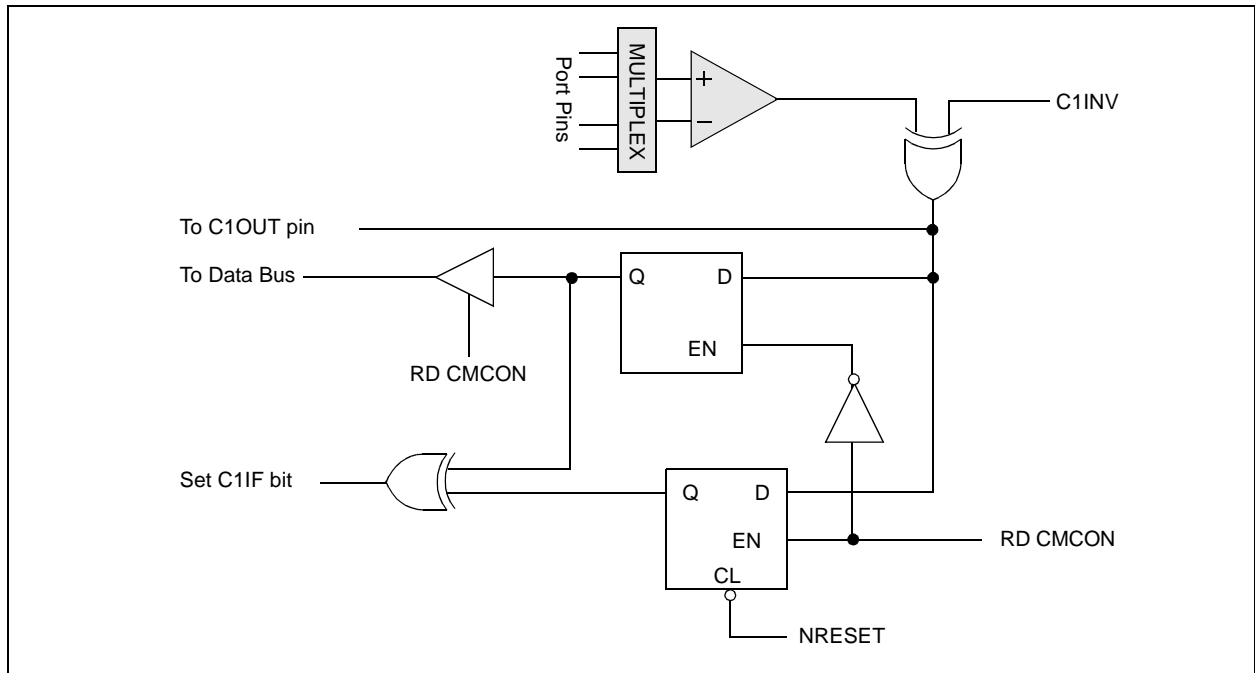 Port Pins
MULTIPLEX
+
–
C1INV
To C1OUT pin
To Data Bus
Q
D
EN
RD CMCON
Set C1IF bit
Q
D
EN
CL
RD CMCON
NRESET